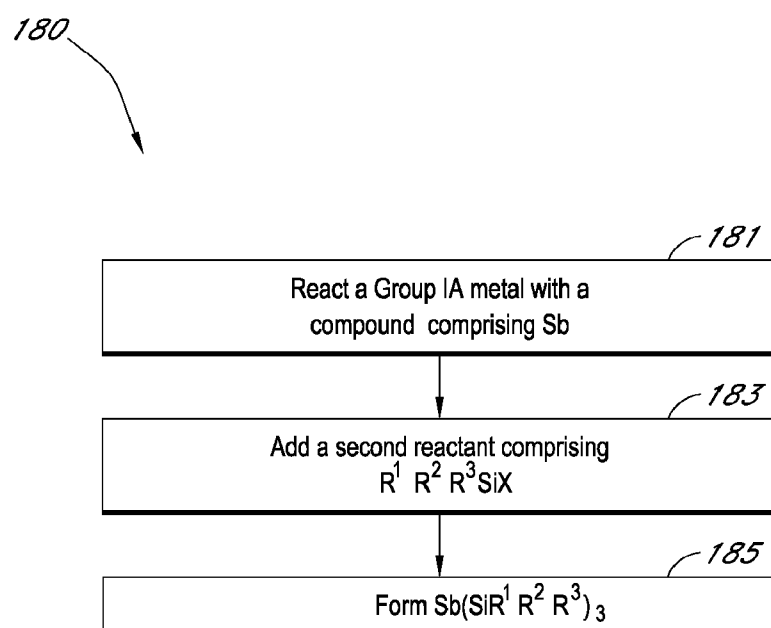 180
181
React a Group IA metal with a
compound comprising Sb
183
Add a second reactant comprising
R¹ R² R³SiX
185
Form Sb(SiR¹ R² R³)₃